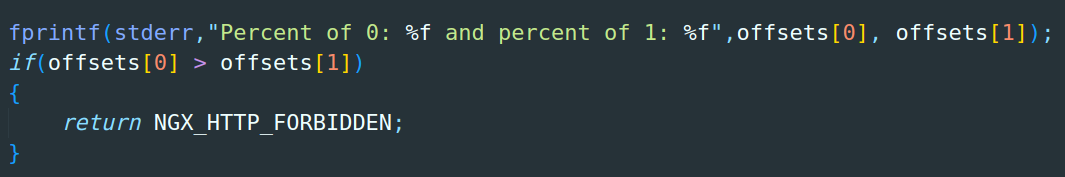 fprintf(stderr,"Percent of 0: %f and percent of 1: %f",offsets[0], offsets[1]);
if(offsets[0] > offsets[1])
{
    return NGX_HTTP_FORBIDDEN;
}